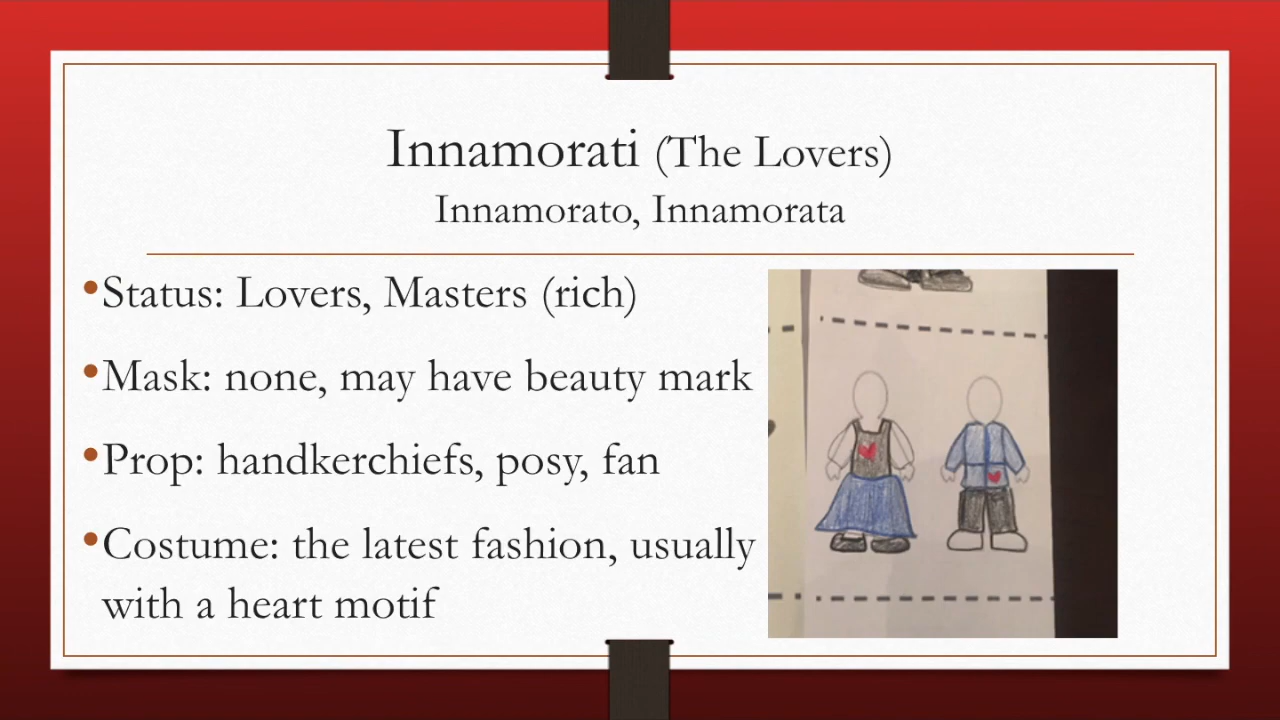 Innamorati (The Lovers)
Innamorato, Innamorata
•Status: Lovers, Masters (rich)
•Mask: none, may have beauty mark
•Prop: handkerchiefs, posy, fan
•Costume: the latest fashion, usually
with a heart motif